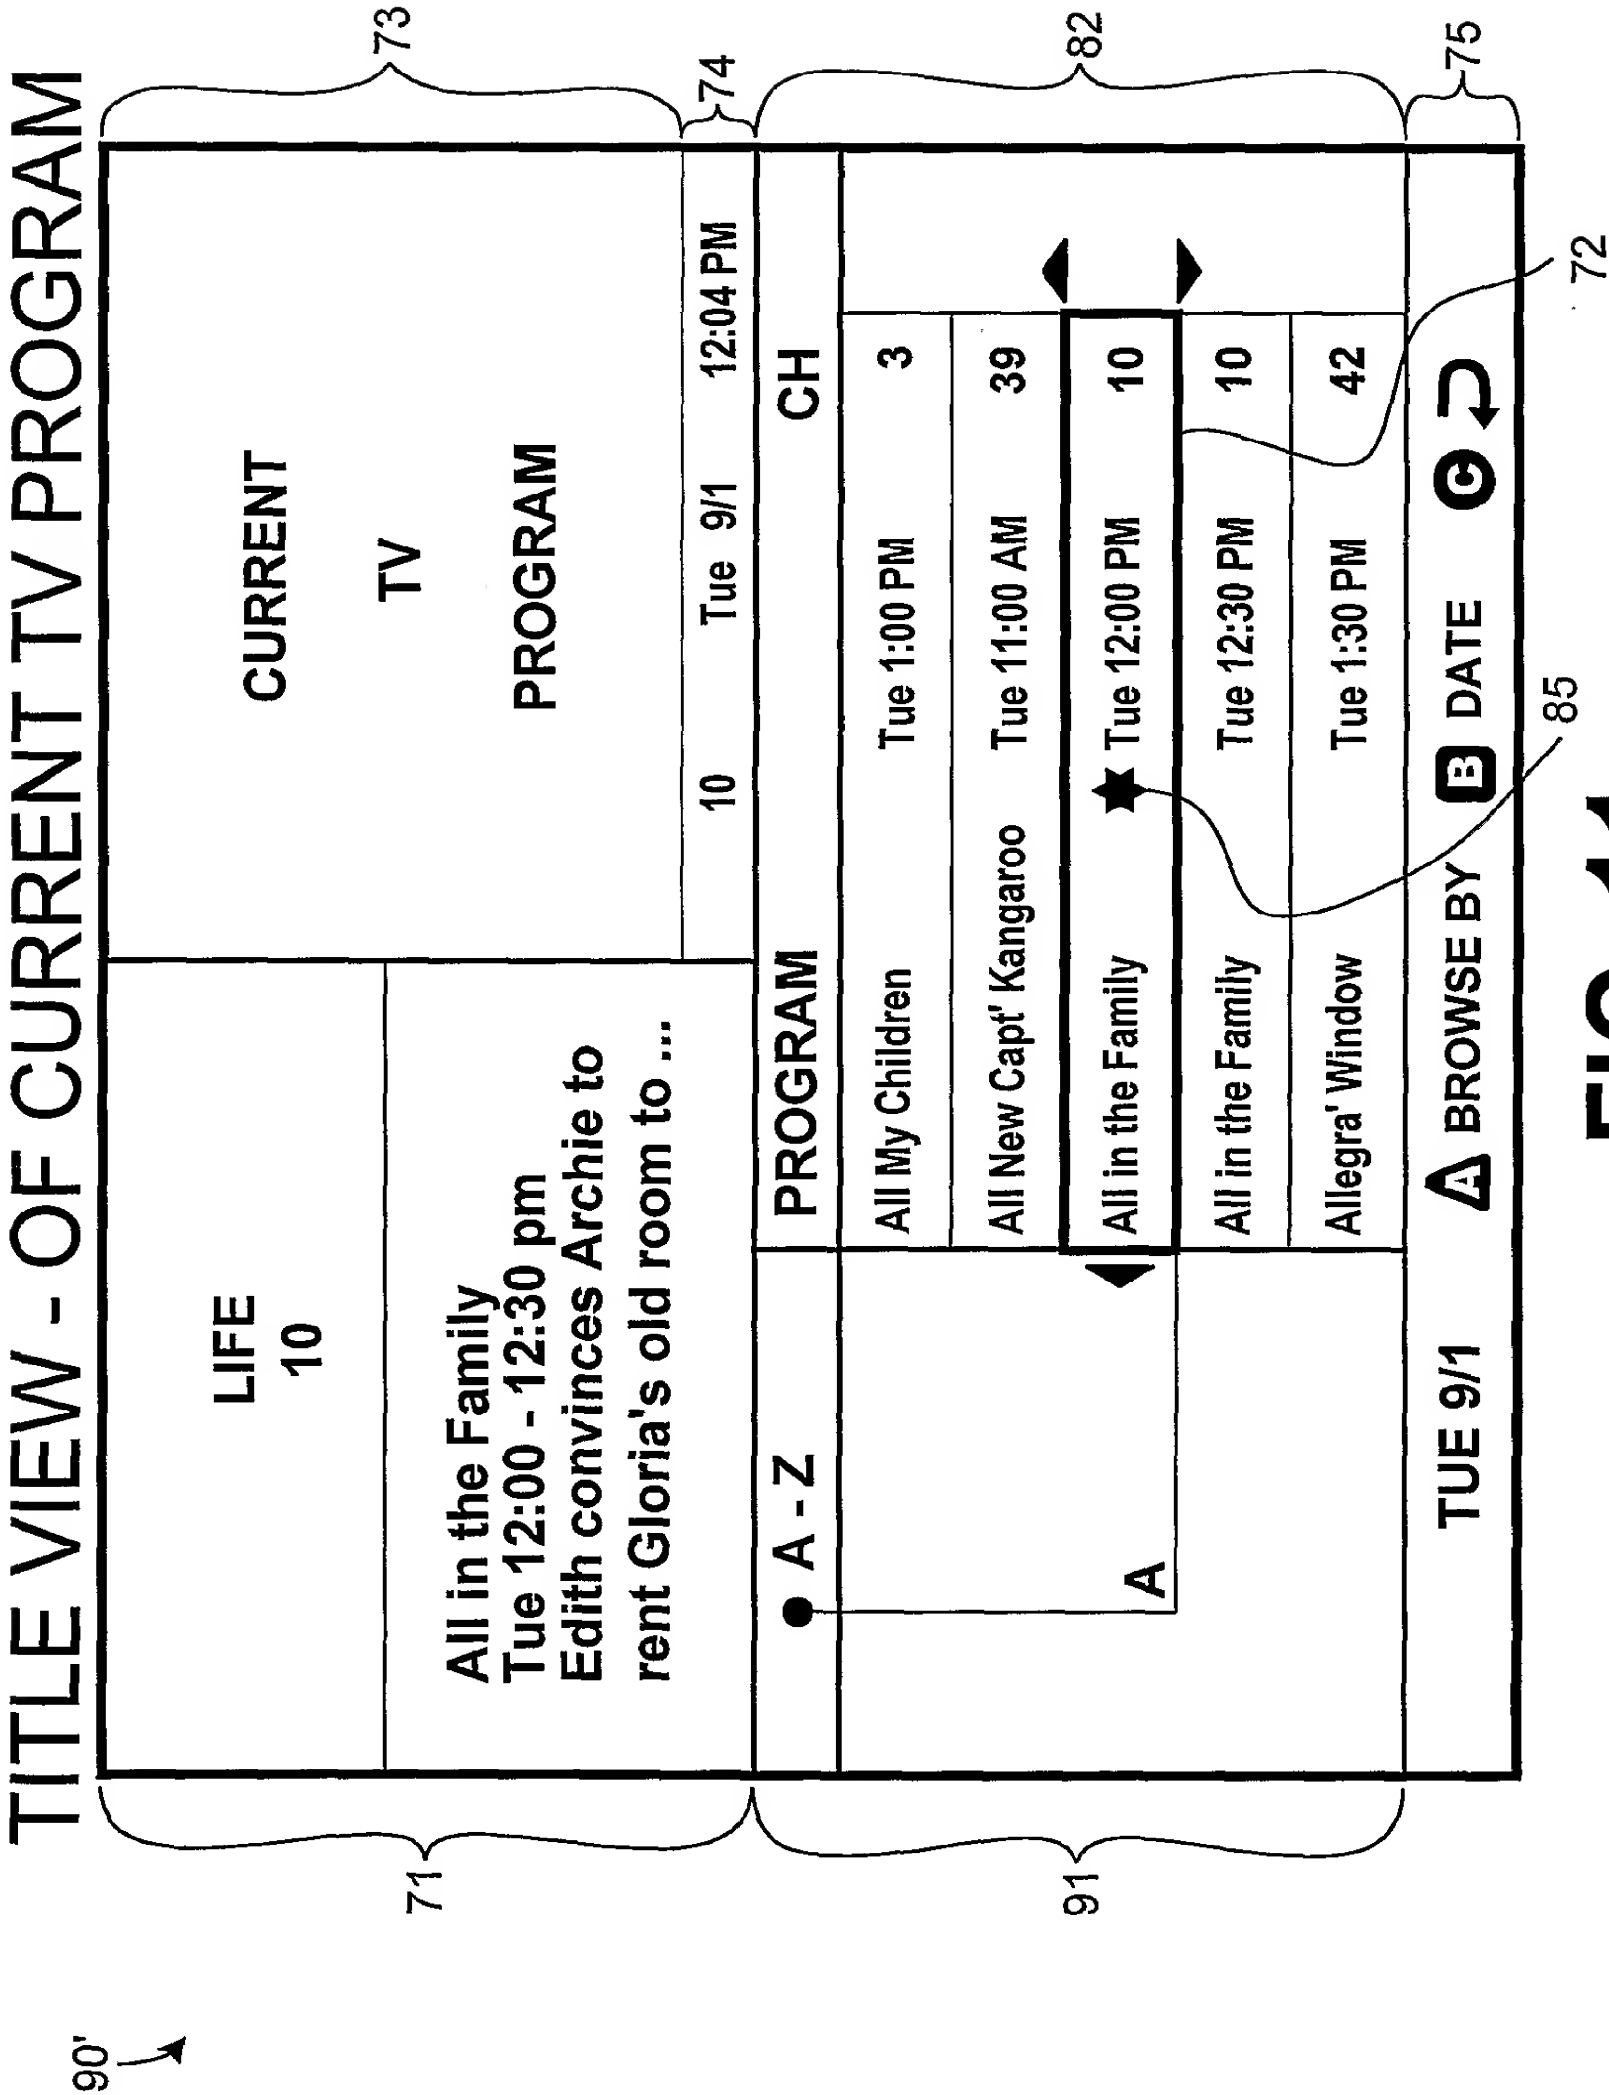 90'
TITLE VIEW - OF CURRENT TV PROGRAM
71
LIFE
10
All in the Family
Tue 12:00 - 12:30 pm
Edith convinces Archie to
rent Gloria's old room to ...
CURRENT
TV
PROGRAM
73
10 Tue 9/1 12:04 PM
74
A - Z PROGRAM CH
All My Children Tue 1:00 PM 3
All New Capt' Kangaroo Tue 11:00 AM 39
A All in the Family Tue 12:00 PM 10
All in the Family Tue 12:30 PM 10
Allegra' Window Tue 1:30 PM 42
91
82
TUE 9/1 A BROWSE BY B DATE
75
85
72